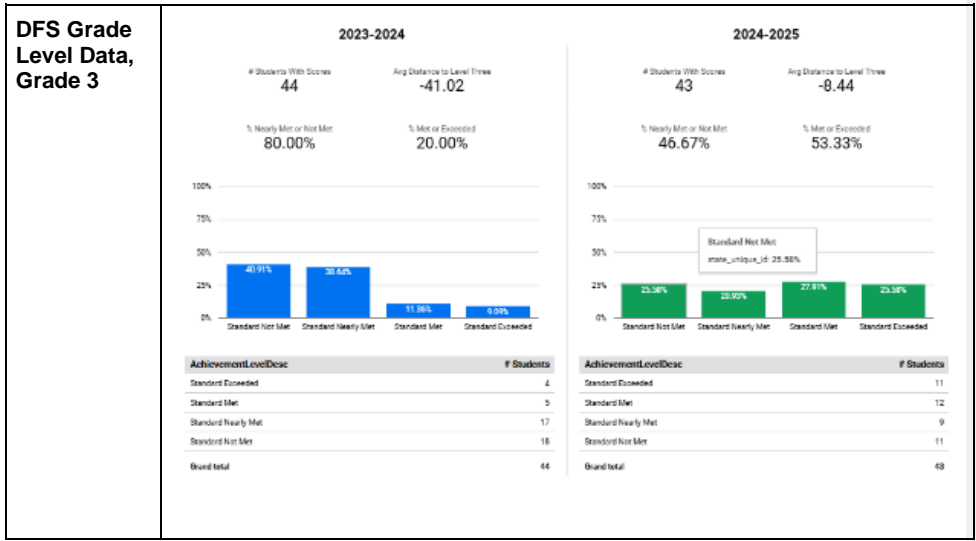 DFS Grade
Level Data,
Grade 3
2023-2024
# Students With Scores
44
Avg Distance to Level Three
-41.02
% Nearly Met or Not Met
80.00%
% Met or Exceeded
20.00%
100%
75%
50%
25%
0%
40.91%
38.64%
11.36%
9.09%
Standard Not Met
Standard Nearly Met
Standard Met
Standard Exceeded
AchievementLevelDesc # Students
Standard Exceeded 4
Standard Met 5
Standard Nearly Met 17
Standard Not Met 18
Grand total 44
2024-2025
# Students With Scores
43
Avg Distance to Level Three
-8.44
% Nearly Met or Not Met
46.67%
% Met or Exceeded
53.33%
100%
75%
50%
25%
0%
Standard Not Met
state_unique_id: 25.58%
25.58%
20.93%
27.91%
25.58%
Standard Not Met
Standard Nearly Met
Standard Met
Standard Exceeded
AchievementLevelDesc # Students
Standard Exceeded 11
Standard Met 12
Standard Nearly Met 9
Standard Not Met 11
Grand total 43